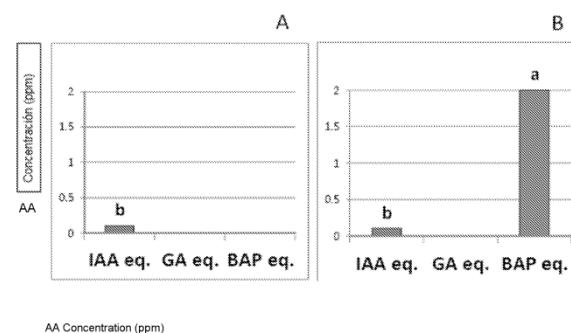 A
Concentración (ppm)
AA
2
1.5
1
0.5
0
b
IAA eq. GA eq. BAP eq.
B
2
1.5
1
0.5
0
b
a
IAA eq. GA eq. BAP eq.
AA Concentration (ppm)